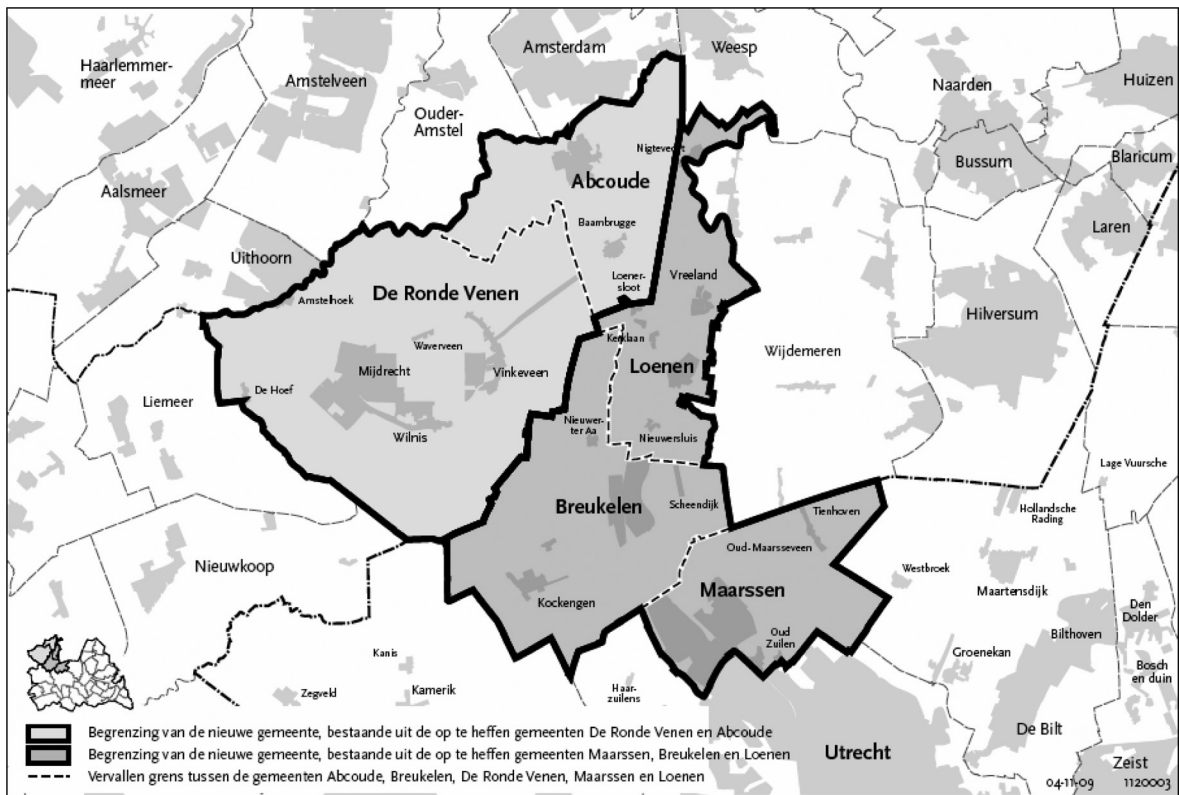 Haarlemmer-
meer
Amstelveen
Amsterdam
Weesp
Naarden
Huizen
Ouder-
Amstel
Nigtevecht
Bussum
Blaricum
Abcoude
Aalsmeer
Baambrugge
Laren
Uithoorn
Loener-
sloot
Vreeland
Amstelhoek
De Ronde Venen
Hilversum
Waverveen
Kerklaan
Wijdemeren
Mijdrecht
Vinkeveen
Loenen
De Hoef
Liemeer
Nieuwer-
ter Aa
Wilnis
Nieuwersluis
Lage Vuursche
Breukelen
Scheendijk
Tienhoven
Hollandsche
Rading
Oud-Maarsseveen
Nieuwkoop
Westbroek
Maarssen
Maartensdijk
Kockengen
Den
Dolder
Oud
Zuilen
Bilthoven
Kanis
Groenekan
Bosch
en duin
Zegveld
Kamerik
Haar-
zuilens
De Bilt
Begrenzing van de nieuwe gemeente, bestaande uit de op te heffen gemeenten De Ronde Venen en Abcoude
Begrenzing van de nieuwe gemeente, bestaande uit de op te heffen gemeenten Maarssen, Breukelen en Loenen
Utrecht
Vervallen grens tussen de gemeenten Abcoude, Breukelen, De Ronde Venen, Maarssen en Loenen
Zeist
04-11-09 1120003